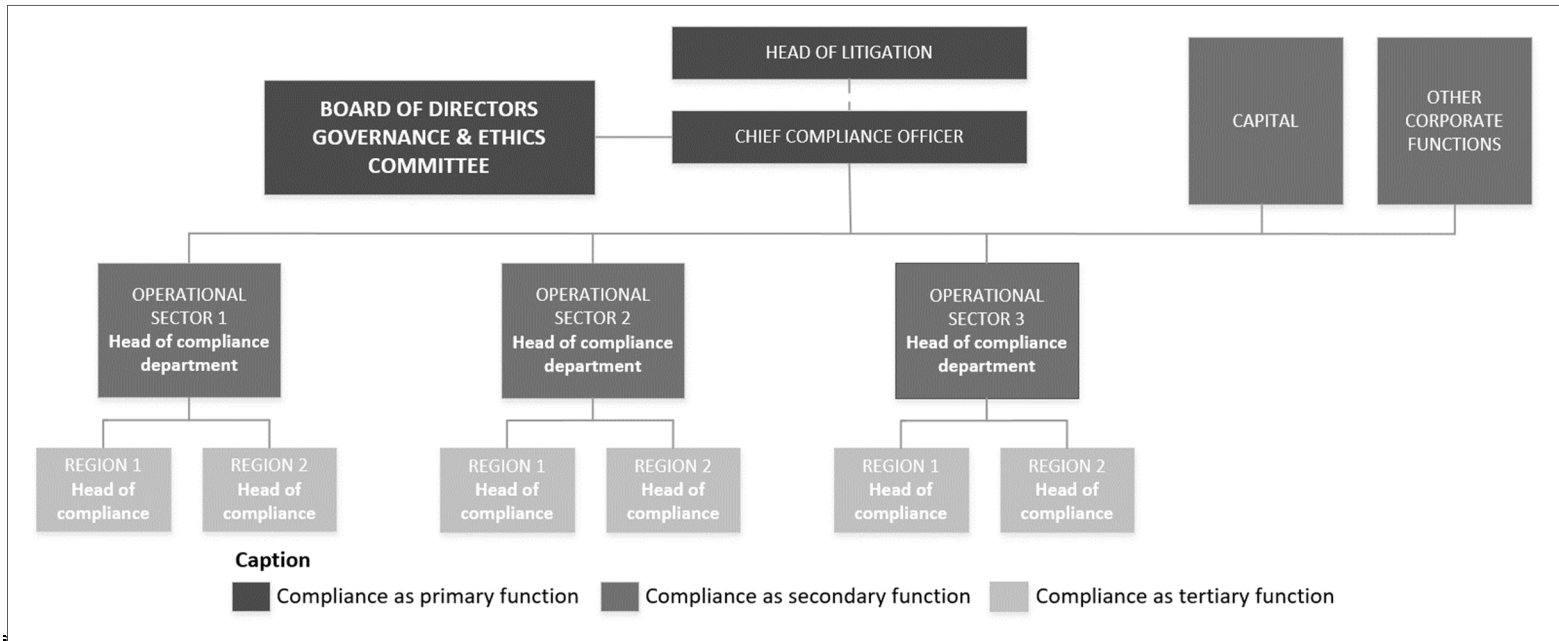 HEAD OF LITIGATION
BOARD OF DIRECTORS
GOVERNANCE & ETHICS
COMMITTEE
CHIEF COMPLIANCE OFFICER
CAPITAL
OTHER
CORPORATE
FUNCTIONS
OPERATIONAL
SECTOR 1
Head of compliance
department
OPERATIONAL
SECTOR 2
Head of compliance
department
OPERATIONAL
SECTOR 3
Head of compliance
department
REGION 1
Head of
compliance
REGION 2
Head of
compliance
REGION 1
Head of
compliance
REGION 2
Head of
compliance
REGION 1
Head of
compliance
REGION 2
Head of
compliance
Caption
Compliance as primary function
Compliance as secondary function
Compliance as tertiary function